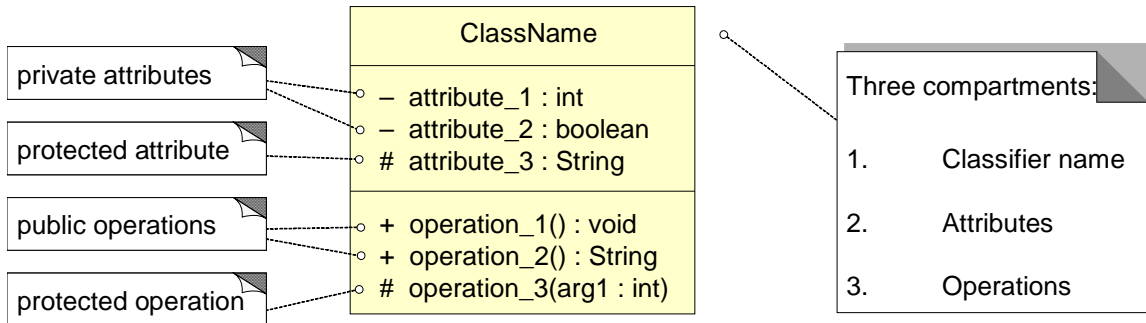 ClassName
private attributes
protected attribute
public operations
protected operation
– attribute_1 : int
– attribute_2 : boolean
# attribute_3 : String
+ operation_1() : void
+ operation_2() : String
# operation_3(arg1 : int)
Three compartments:
1. Classifier name
2. Attributes
3. Operations